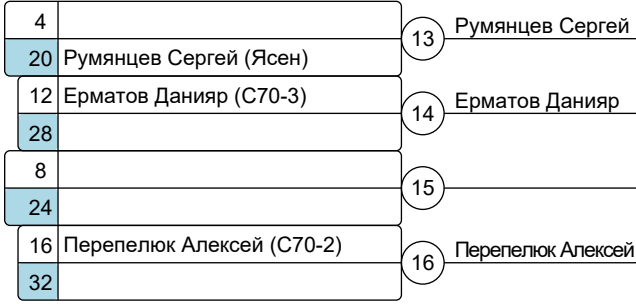 4
20 Румянцев Сергей (Ясен)
13 Румянцев Сергей
12 Ерматов Данияр (С70-3)
28
14 Ерматов Данияр
8
24
15
16 Перепелюк Алексей (С70-2)
32
16 Перепелюк Алексей